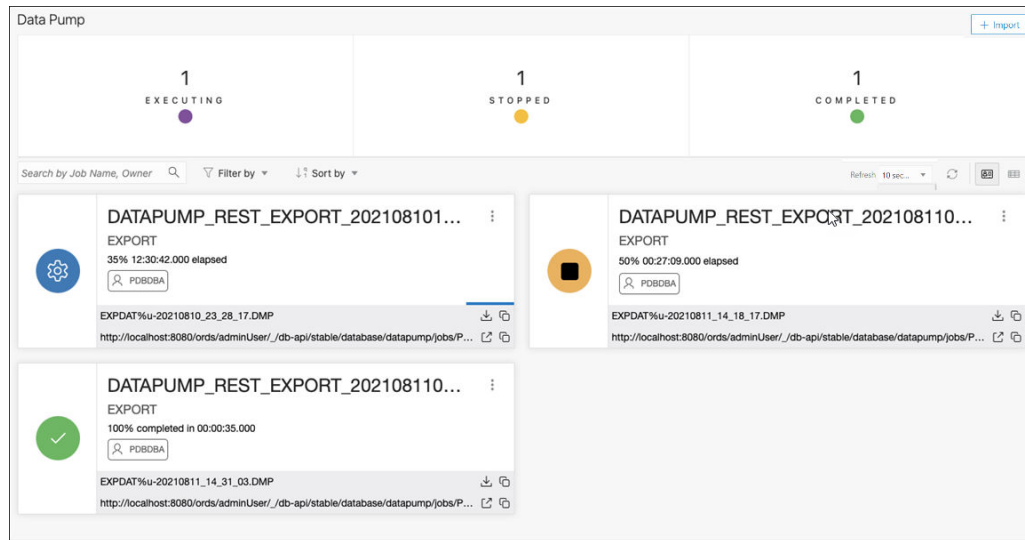 Data Pump
+ Import
1
EXECUTING
1
STOPPED
1
COMPLETED
Search by Job Name, Owner
Filter by
Sort by
Refresh 10 sec...
DATAPUMP_REST_EXPORT_202108101...
EXPORT
35% 12:30:42.000 elapsed
PDBDBA
EXPDAT%u-20210810_23_28_17.DMP
http://localhost:8080/ords/adminUser/_/db-api/stable/database/datapump/jobs/P...
DATAPUMP_REST_EXPORT_202108110...
EXPORT
50% 00:27:09.000 elapsed
PDBDBA
EXPDAT%u-20210811_14_18_17.DMP
http://localhost:8080/ords/adminUser/_/db-api/stable/database/datapump/jobs/P...
DATAPUMP_REST_EXPORT_202108110...
EXPORT
100% completed in 00:00:35.000
PDBDBA
EXPDAT%u-20210811_14_31_03.DMP
http://localhost:8080/ords/adminUser/_/db-api/stable/database/datapump/jobs/P...